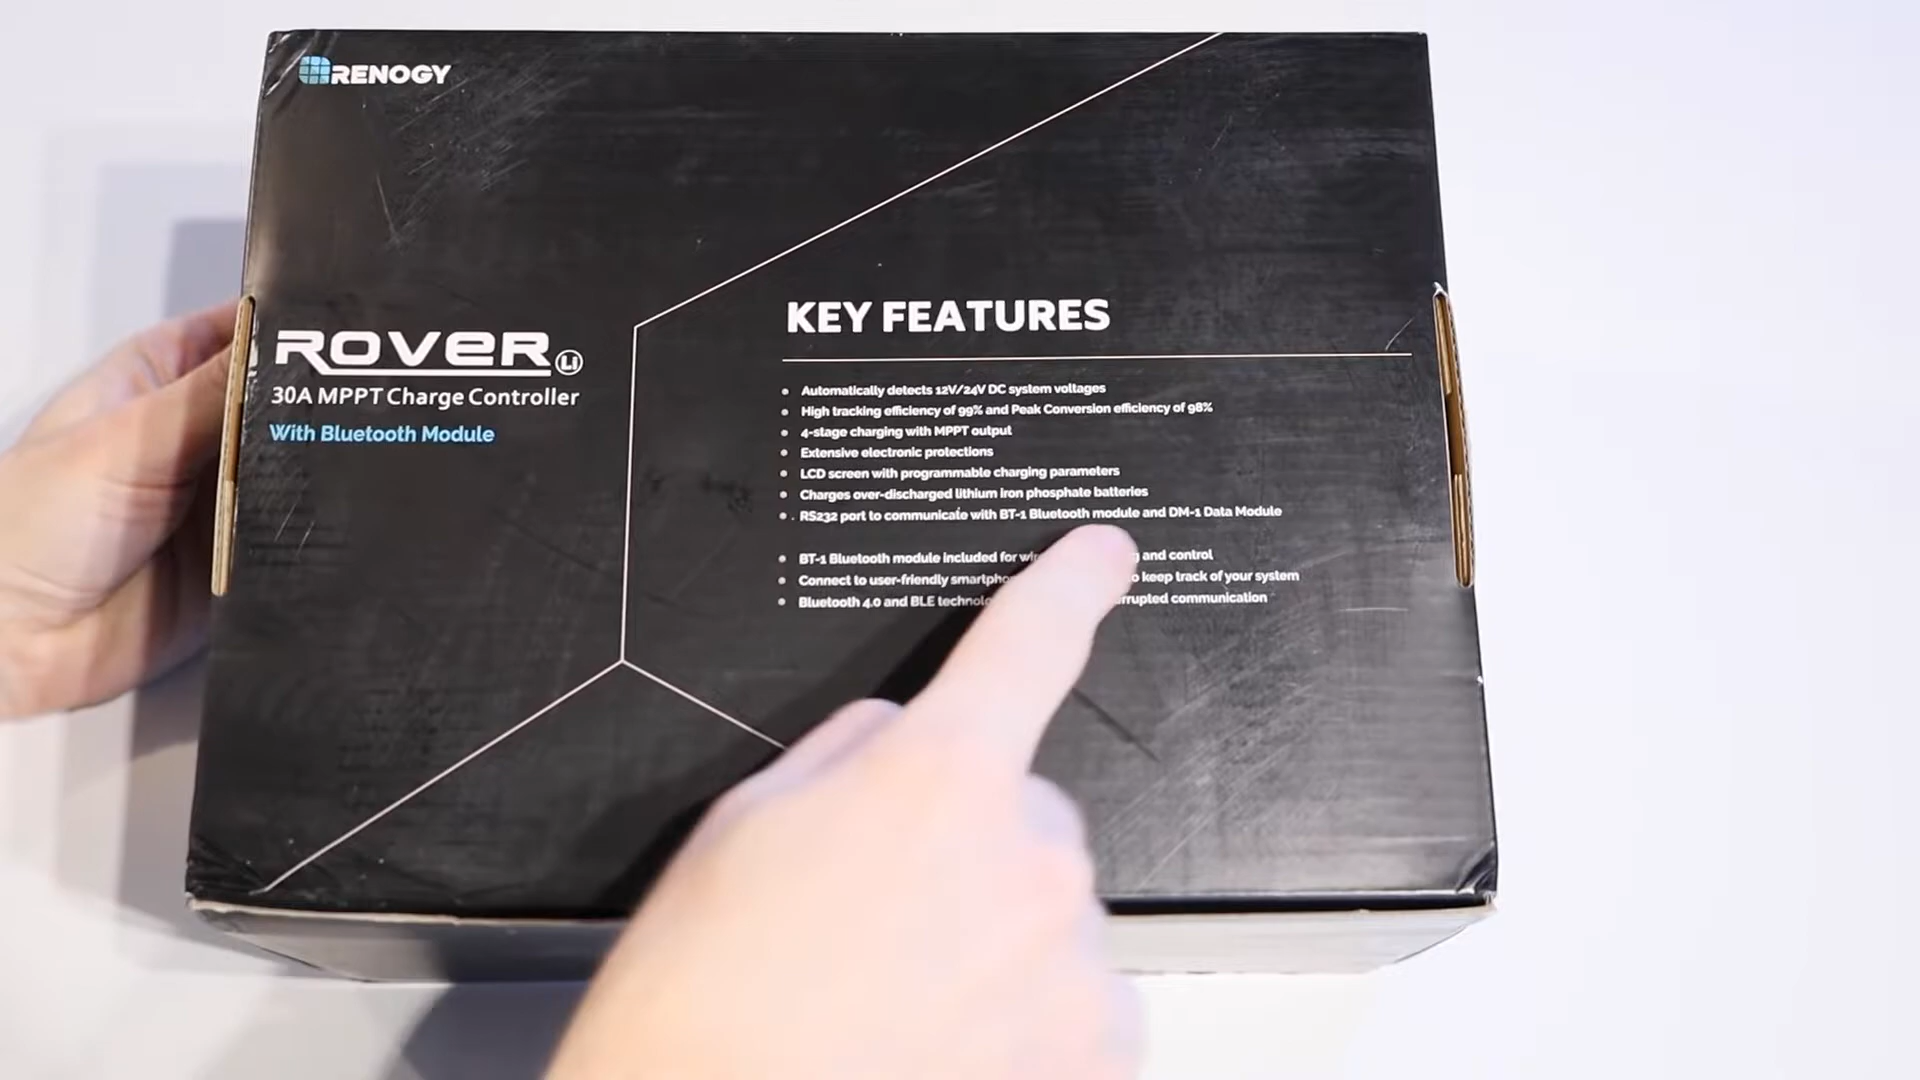 RENOGY
ROVER Li
30A MPPT Charge Controller
With Bluetooth Module
KEY FEATURES
Automatically detects 12V/24V DC system voltages
High tracking efficiency of 99% and Peak Conversion efficiency of 98%
4-stage charging with MPPT output
Extensive electronic protections
LCD screen with programmable charging parameters
Charges over-discharged lithium iron phosphate batteries
RS232 port to communicate with BT-1 Bluetooth module and DM-1 Data Module
BT-1 Bluetooth module included for and control
Connect to user-friendly keep track of your system
Bluetooth 4.0 and BLE communication